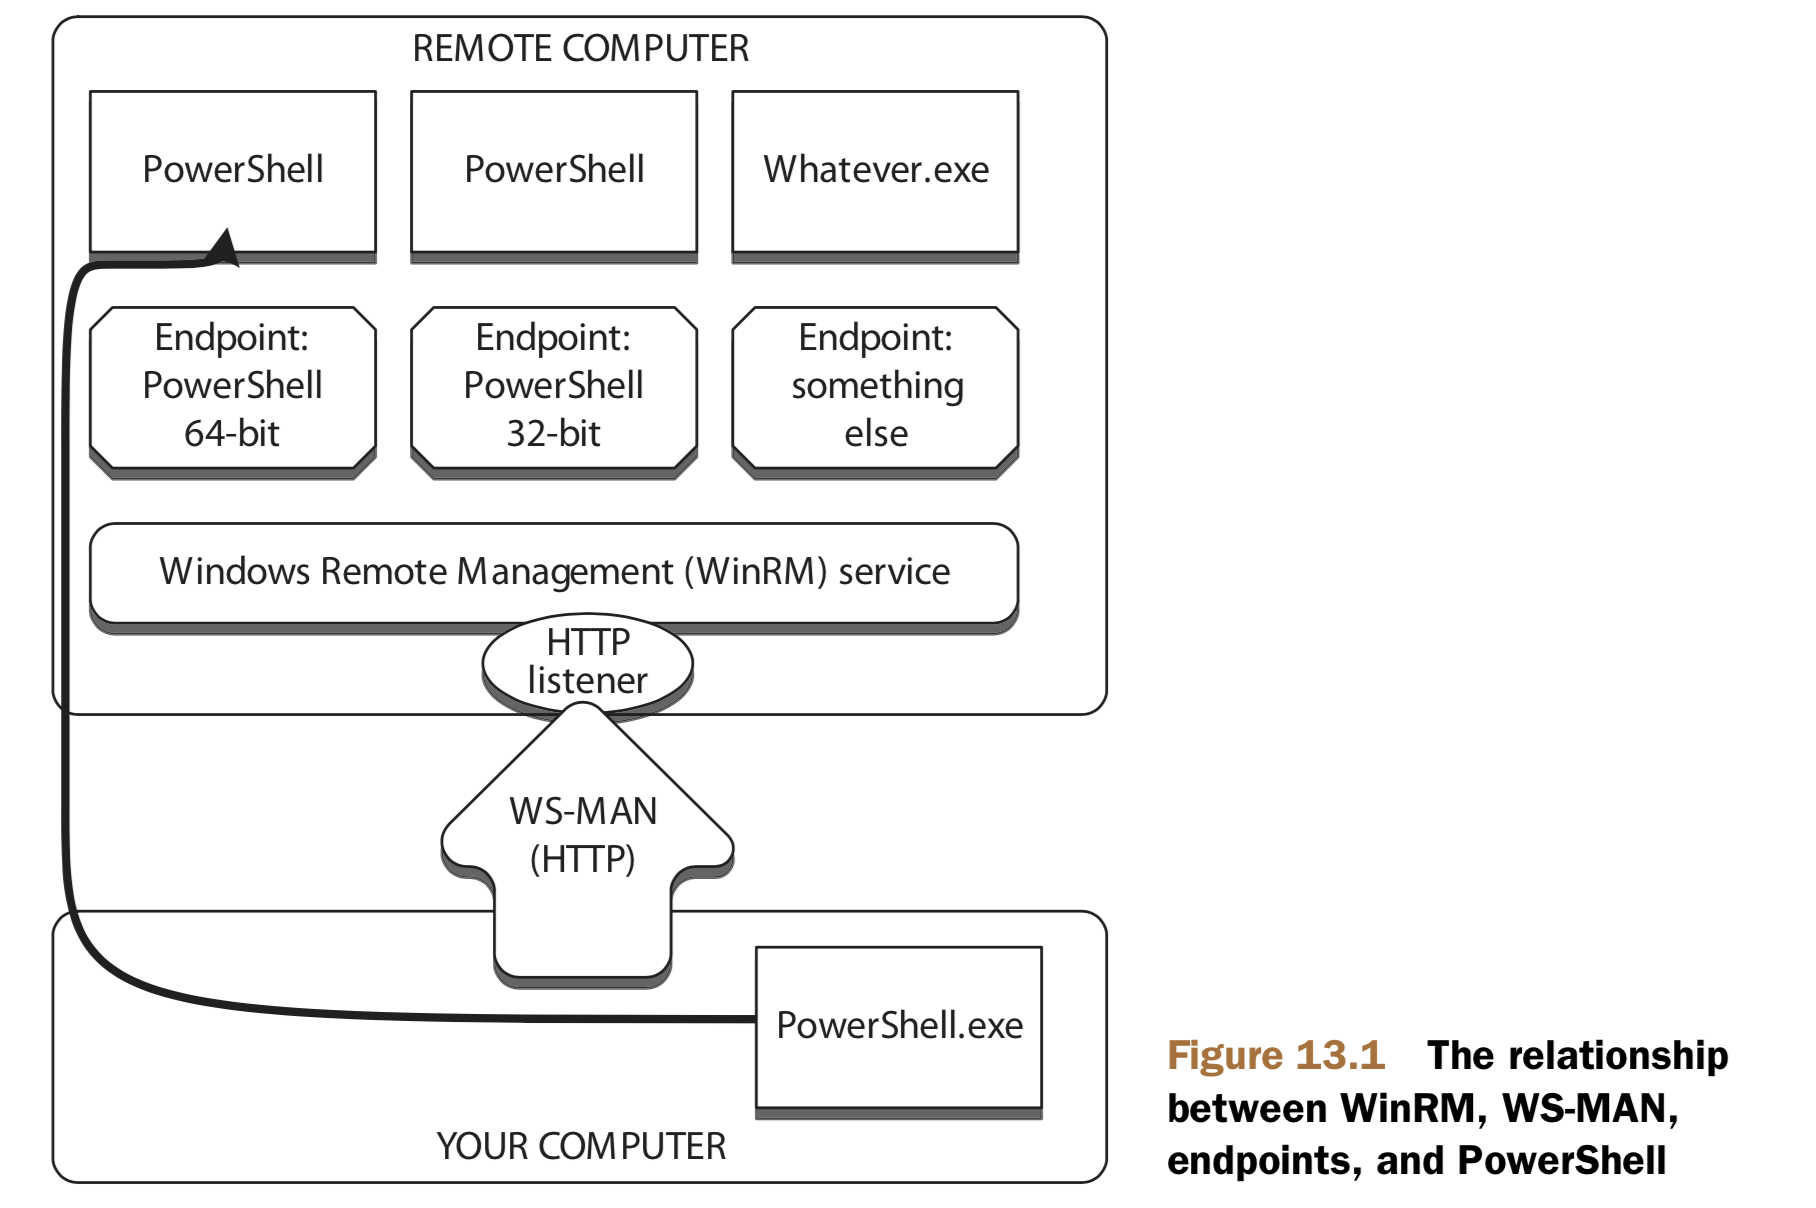 REMOTE COMPUTER
PowerShell
PowerShell
Whatever.exe
Endpoint:
PowerShell
64-bit
Endpoint:
PowerShell
32-bit
Endpoint:
something
else
Windows Remote Management (WinRM) service
HTTP
listener
WS-MAN
(HTTP)
PowerShell.exe
YOUR COMPUTER
Figure 13.1 The relationship
between WinRM, WS-MAN,
endpoints, and PowerShell